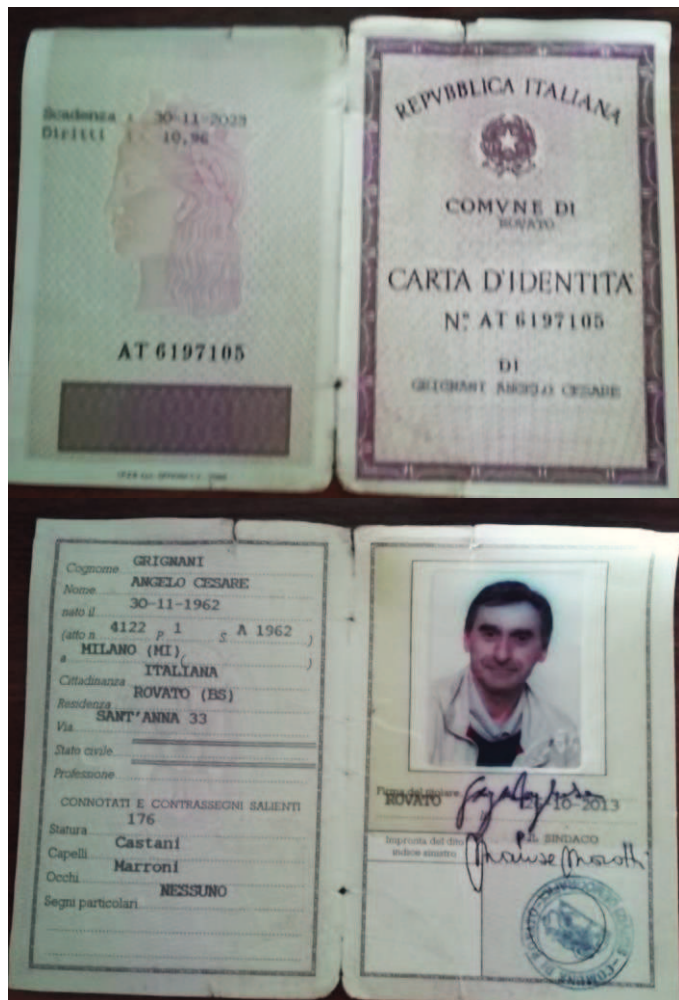 Scadenza : 30-11-2023
Diritti : 10,96
AT 6197105
REPVBBLICA ITALIANA
COMVNE DI
ROVATO
CARTA D'IDENTITA'
N° AT 6197105
DI
GRIGNANI ANGELO CESARE
Cognome GRIGNANI
Nome ANGELO CESARE
nato il 30-11-1962
(atto n. 4122 P 1 S A 1962 )
a MILANO (MI) ( )
Cittadinanza ITALIANA
Residenza ROVATO (BS)
Via SANT'ANNA 33
Stato civile
Professione
CONNOTATI E CONTRASSEGNI SALIENTI
Statura 176
Capelli Castani
Occhi Marroni
Segni particolari NESSUNO
Firma del titolare
ROVATO -10-2013
Impronta del dito indice sinistro
IL SINDACO